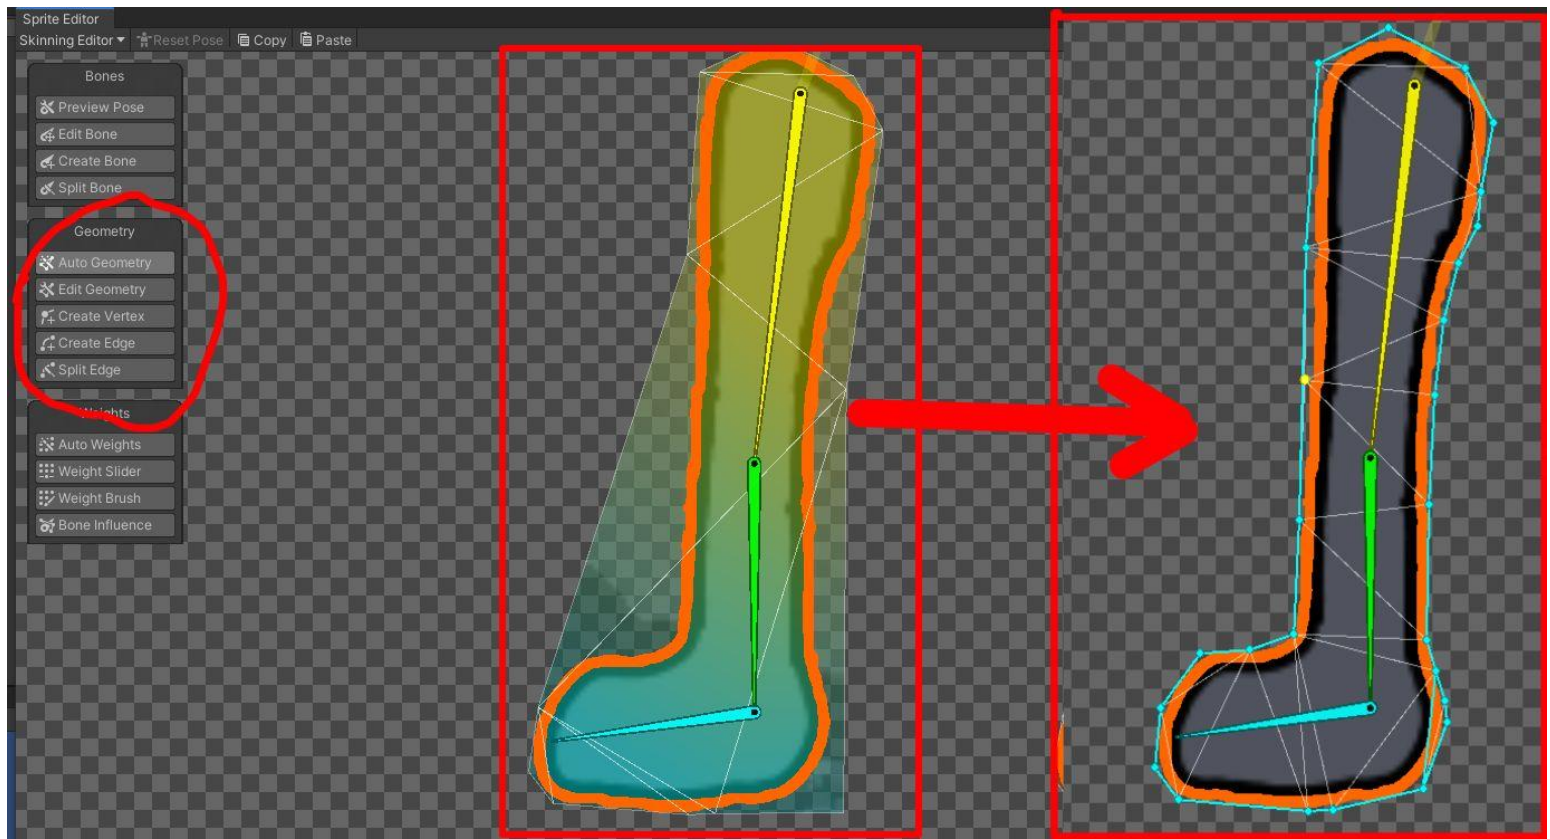 Sprite Editor
Skinning Editor Reset Pose Copy Paste
Bones
Preview Pose
Edit Bone
Create Bone
Split Bone
Geometry
Auto Geometry
Edit Geometry
Create Vertex
Create Edge
Split Edge
Weights
Auto Weights
Weight Slider
Weight Brush
Bone Influence